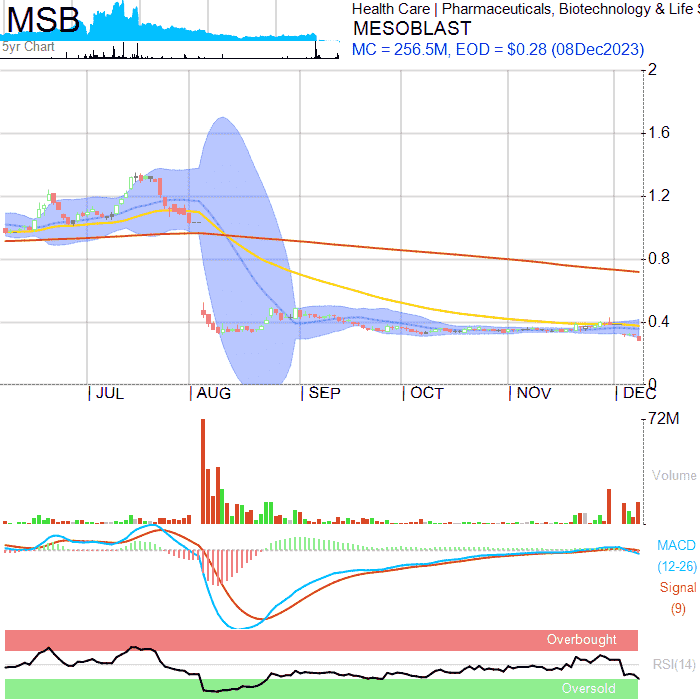 MSB
5yr Chart
Health Care | Pharmaceuticals, Biotechnology & Life S
MESOBLAST
MC = 256.5M, EOD = $0.28 (08Dec2023)
2
1.6
1.2
0.8
0.4
0
JUL AUG SEP OCT NOV DEC
72M
Volume
MACD
(12-26)
Signal
(9)
Overbought
RSI(14)
Oversold